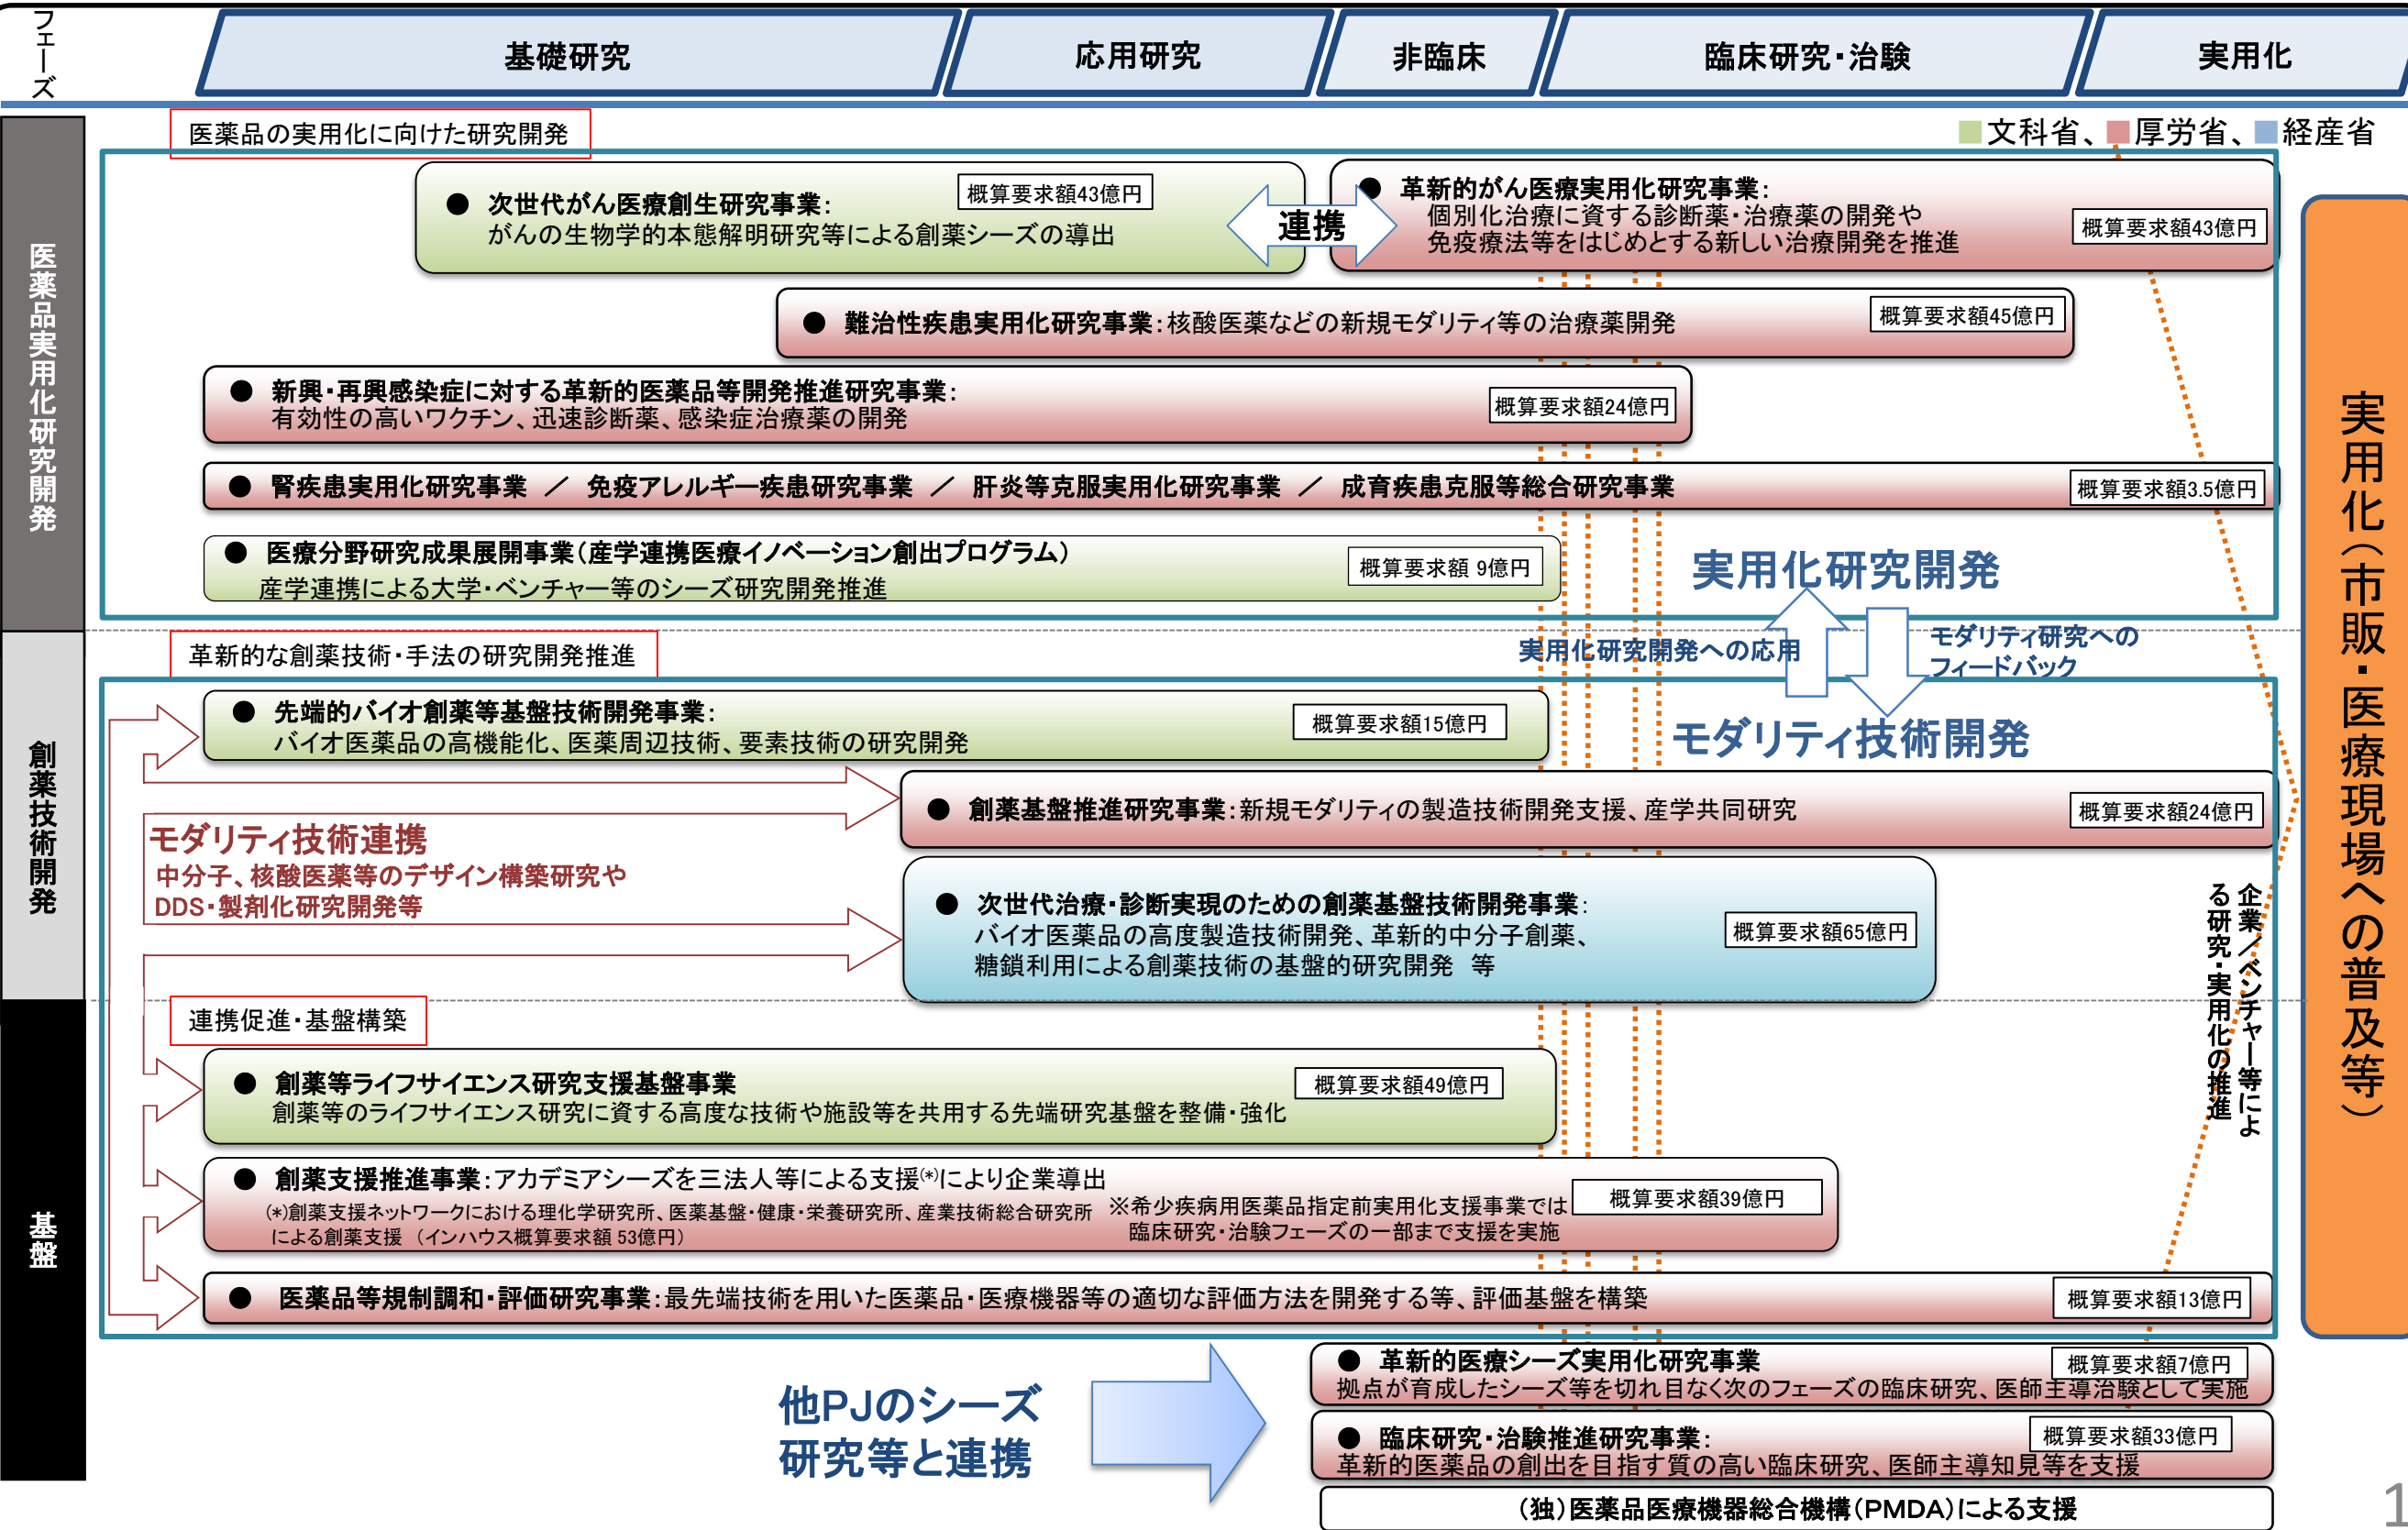 フェーズ
基礎研究
応用研究
非臨床
臨床研究・治験
実用化
医薬品の実用化に向けた研究開発
■文科省、■厚労省、■経産省
医薬品実用化研究開発
● 次世代がん医療創生研究事業：
概算要求額43億円
がんの生物学的本態解明研究等による創薬シーズの導出
連携
● 革新的がん医療実用化研究事業：
個別化治療に資する診断薬・治療薬の開発や
免疫療法等をはじめとする新しい治療開発を推進
概算要求額43億円
● 難治性疾患実用化研究事業：核酸医薬などの新規モダリティ等の治療薬開発
概算要求額45億円
● 新興・再興感染症に対する革新的医薬品等開発推進研究事業：
有効性の高いワクチン、迅速診断薬、感染症治療薬の開発
概算要求額24億円
● 腎疾患実用化研究事業 ／ 免疫アレルギー疾患研究事業 ／ 肝炎等克服実用化研究事業 ／ 成育疾患克服等総合研究事業
概算要求額3.5億円
● 医療分野研究成果展開事業（産学連携医療イノベーション創出プログラム）
産学連携による大学・ベンチャー等のシーズ研究開発推進
概算要求額 9億円
実用化研究開発
実用化研究開発への応用
モダリティ研究への
フィードバック
モダリティ技術開発
実用化（市販・医療現場への普及等）
創薬技術開発
革新的な創薬技術・手法の研究開発推進
● 先端的バイオ創薬等基盤技術開発事業：
バイオ医薬品の高機能化、医薬周辺技術、要素技術の研究開発
概算要求額15億円
● 創薬基盤推進研究事業：新規モダリティの製造技術開発支援、産学共同研究
概算要求額24億円
モダリティ技術連携
中分子、核酸医薬等のデザイン構築研究や
DDS・製剤化研究開発等
● 次世代治療・診断実現のための創薬基盤技術開発事業：
バイオ医薬品の高度製造技術開発、革新的中分子創薬、
糖鎖利用による創薬技術の基盤的研究開発 等
概算要求額65億円
企業／ベンチャー等によ
る研究・実用化の推進
基盤
連携促進・基盤構築
● 創薬等ライフサイエンス研究支援基盤事業
創薬等のライフサイエンス研究に資する高度な技術や施設等を共用する先端研究基盤を整備・強化
概算要求額49億円
● 創薬支援推進事業：アカデミアシーズを三法人等による支援(*)により企業導出
(*)創薬支援ネットワークにおける理化学研究所、医薬基盤・健康・栄養研究所、産業技術総合研究所
による創薬支援 （インハウス概算要求額 53億円）
※希少疾病用医薬品指定前実用化支援事業では
臨床研究・治験フェーズの一部まで支援を実施
概算要求額39億円
● 医薬品等規制調和・評価研究事業：最先端技術を用いた医薬品・医療機器等の適切な評価方法を開発する等、評価基盤を構築
概算要求額13億円
他PJのシーズ
研究等と連携
● 革新的医療シーズ実用化研究事業
概算要求額7億円
拠点が育成したシーズ等を切れ目なく次のフェーズの臨床研究、医師主導治験として実施
● 臨床研究・治験推進研究事業：
概算要求額33億円
革新的医薬品の創出を目指す質の高い臨床研究、医師主導知見等を支援
（独）医薬品医療機器総合機構（PMDA）による支援
1